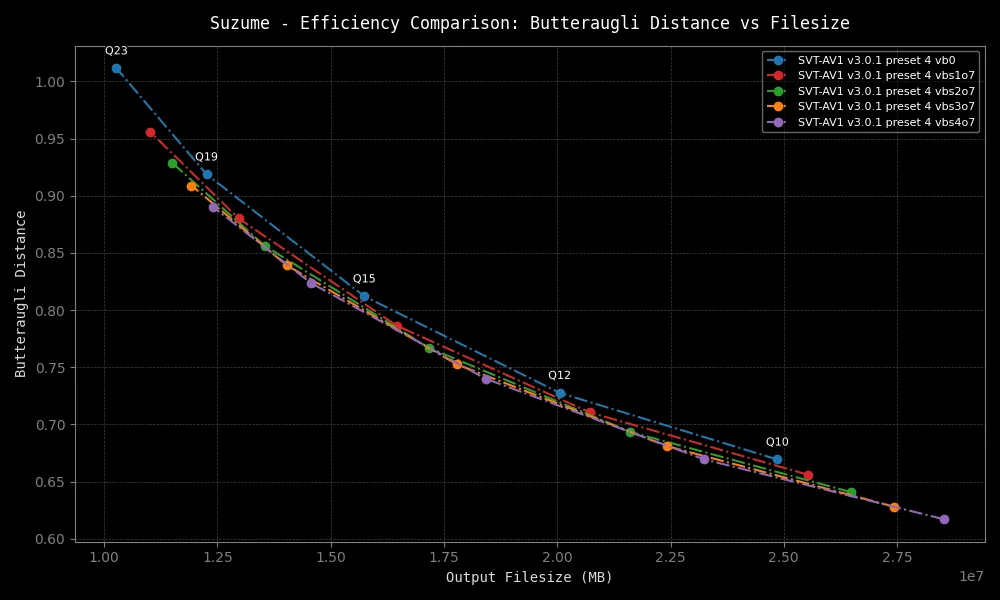 Suzume - Efficiency Comparison: Butteraugli Distance vs Filesize
Q23
SVT-AV1 v3.0.1 preset 4 vb0
SVT-AV1 v3.0.1 preset 4 vbs1o7
SVT-AV1 v3.0.1 preset 4 vbs2o7
SVT-AV1 v3.0.1 preset 4 vbs3o7
SVT-AV1 v3.0.1 preset 4 vbs4o7
Q19
Q15
Q12
Q10
1.00
0.95
0.90
0.85
0.80
0.75
0.70
0.65
0.60
Butteraugli Distance
1.00 1.25 1.50 1.75 2.00 2.25 2.50 2.75
Output Filesize (MB)
1e7